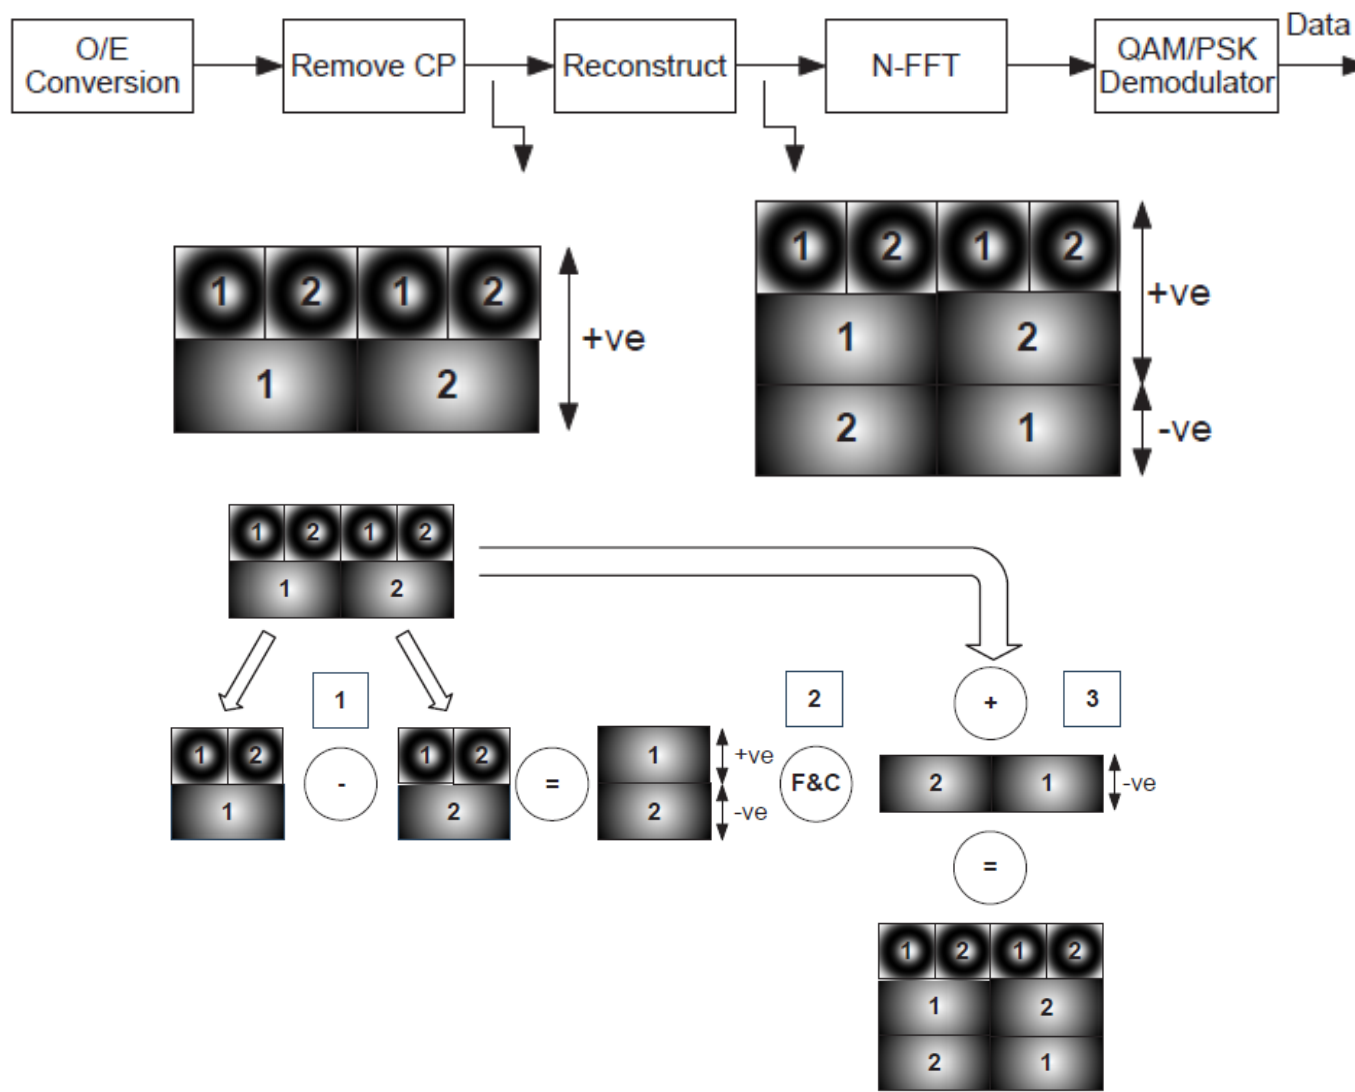 O/E
Conversion
Remove CP
Reconstruct
N-FFT
QAM/PSK
Demodulator
Data
1 2 1 2
1 2
+ve
1 2 1 2
1 2
2 1
+ve
-ve
1 2 1 2
1 2
1
2
+
3
1 2
1
-
1 2
2
=
1
2
+ve
-ve
F&C
2 1
-ve
=
1 2 1 2
1 2
2 1